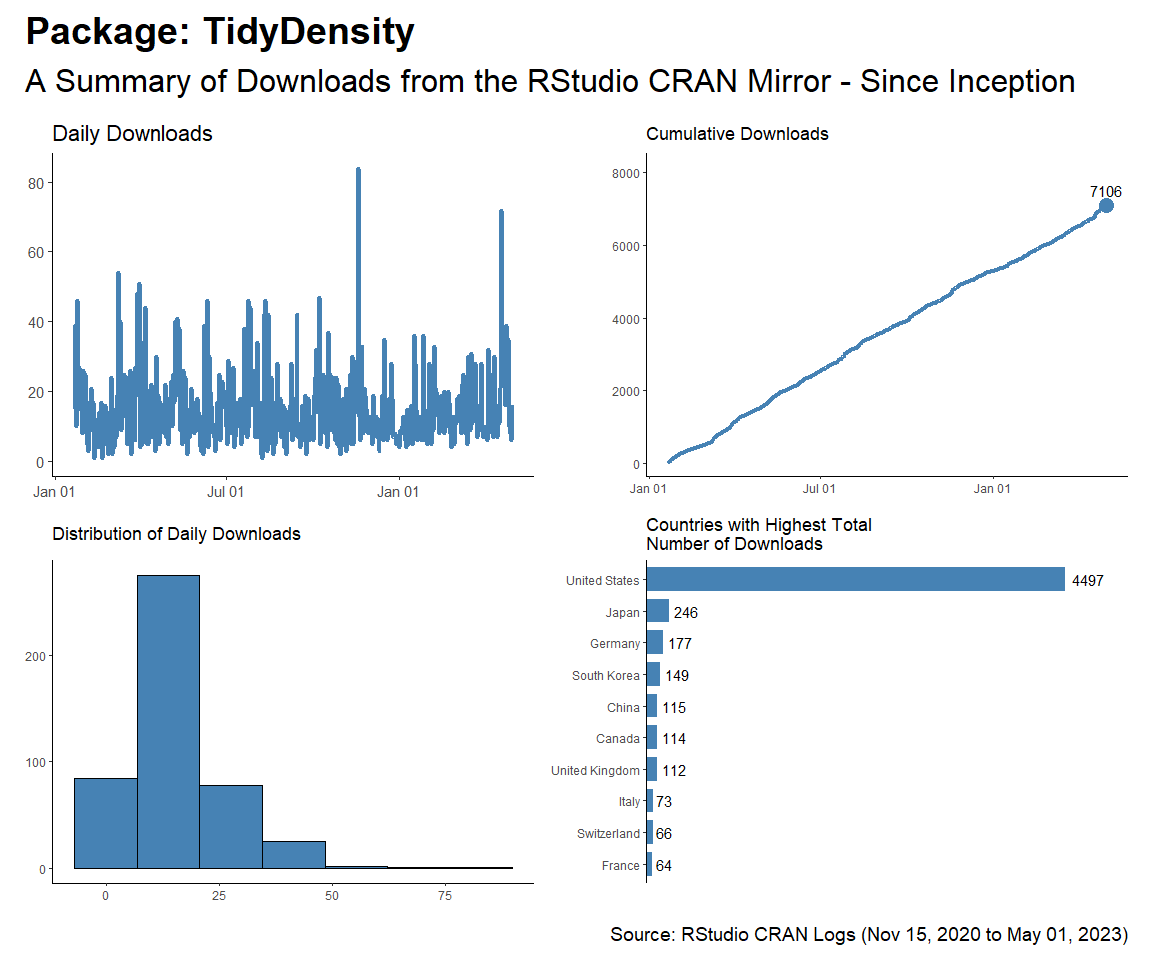 Package: TidyDensity
A Summary of Downloads from the RStudio CRAN Mirror - Since Inception
Daily Downloads
80
60
40
20
0
Jan 01 Jul 01 Jan 01
Cumulative Downloads
8000
6000
4000
2000
0
7106
Jan 01 Jul 01 Jan 01
Distribution of Daily Downloads
200
100
0
0 25 50 75
Countries with Highest Total
Number of Downloads
United States 4497
Japan 246
Germany 177
South Korea 149
China 115
Canada 114
United Kingdom 112
Italy 73
Switzerland 66
France 64
Source: RStudio CRAN Logs (Nov 15, 2020 to May 01, 2023)